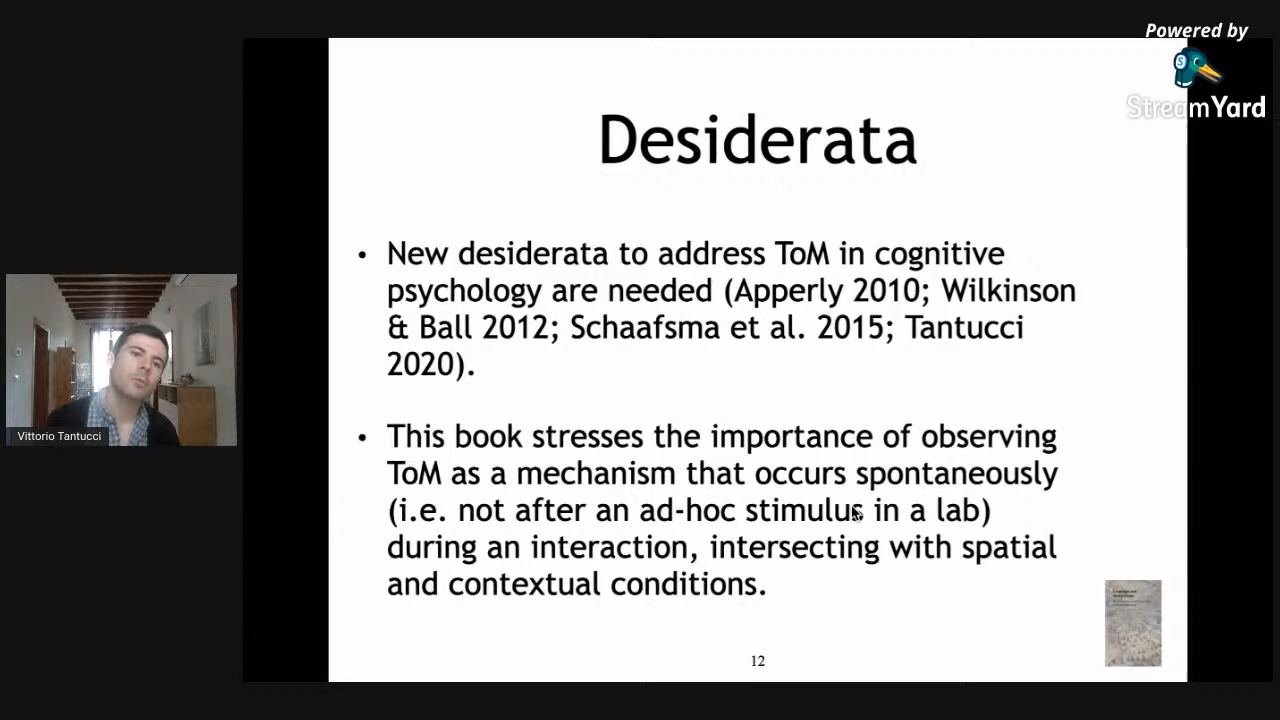 Powered by
StreamYard
Desiderata
• New desiderata to address ToM in cognitive
psychology are needed (Apperly 2010; Wilkinson
& Ball 2012; Schaafsma et al. 2015; Tantucci
2020).
• This book stresses the importance of observing
ToM as a mechanism that occurs spontaneously
(i.e. not after an ad-hoc stimulus in a lab)
during an interaction, intersecting with spatial
and contextual conditions.
12
Vittorio Tantucci